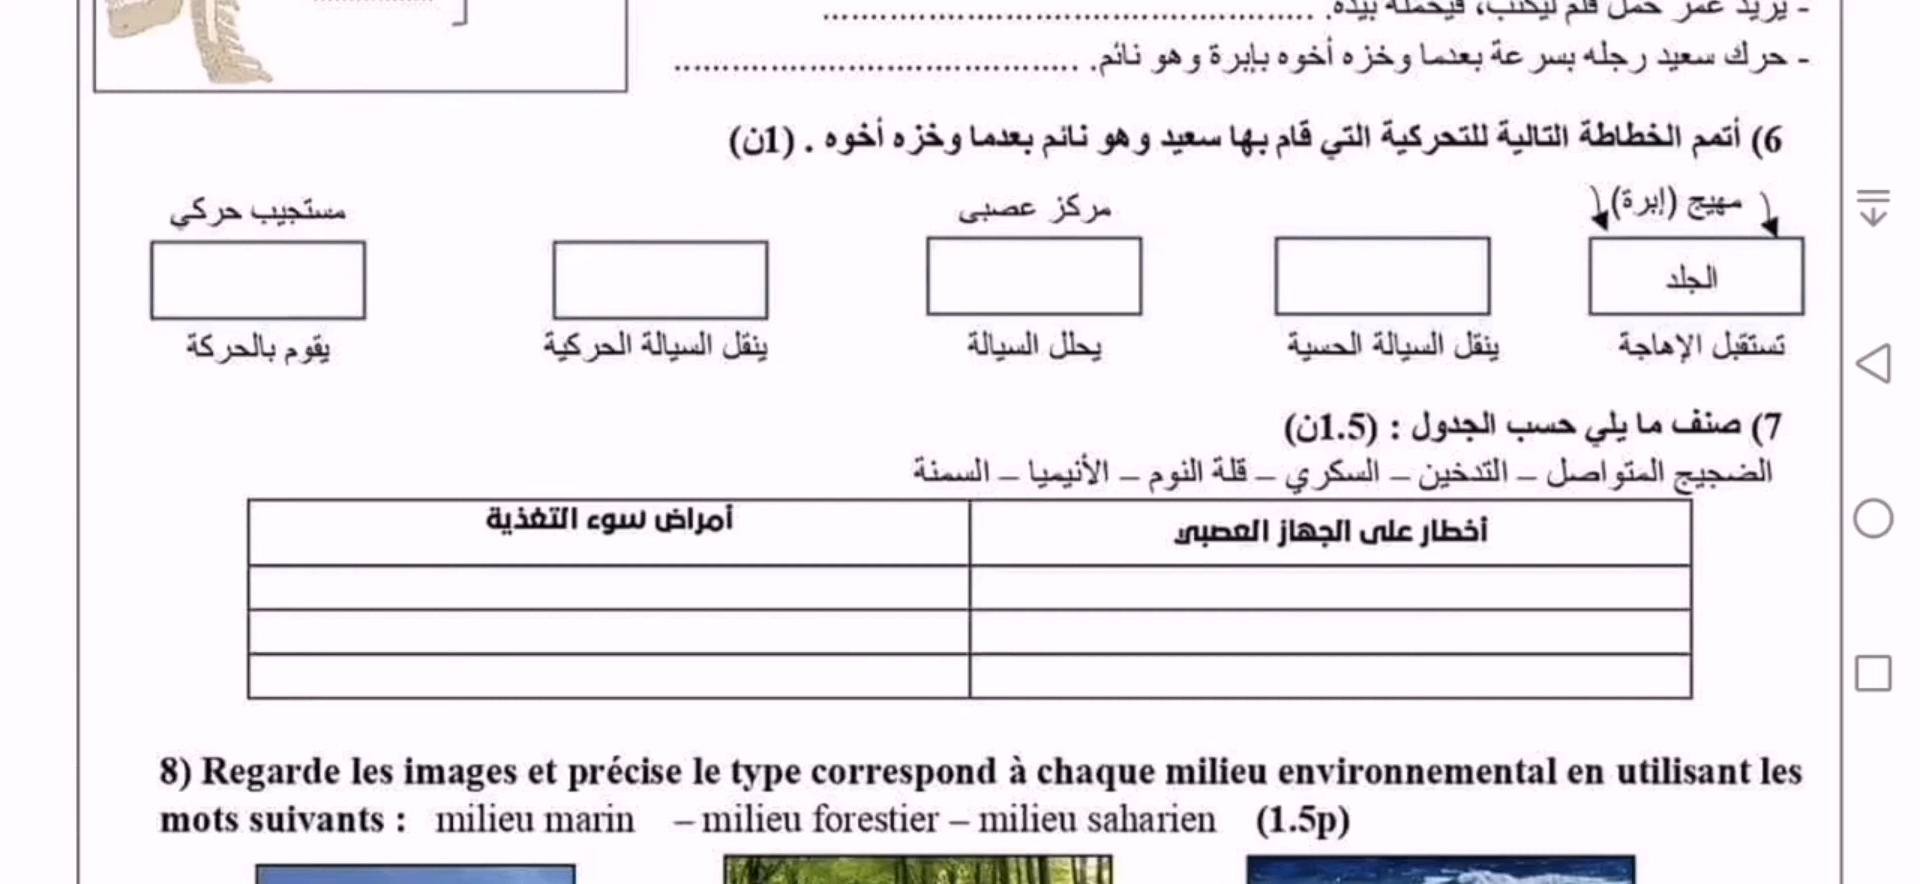 - يريد عمر حمل قلم ليكتب، فيحمله بيده. ..................................................
- حرك سعيد رجله بسرعة بعدما وخزه أخوه بإبرة وهو نائم. ........................................
6) أتمم الخطاطة التالية للتحركية التي قام بها سعيد وهو نائم بعدما وخزه أخوه . (1ن)
مهيج (إبرة) مركز عصبي مستجيب حركي
الجلد
تستقبل الإهاجة ينقل السيالة الحسية يحلل السيالة ينقل السيالة الحركية يقوم بالحركة
7) صنف ما يلي حسب الجدول : (1.5ن)
الضجيج المتواصل – التدخين – السكري – قلة النوم – الأنيميا – السمنة
أخطار على الجهاز العصبي أمراض سوء التغذية
8) Regarde les images et précise le type correspond à chaque milieu environnemental en utilisant les
mots suivants : milieu marin – milieu forestier – milieu saharien (1.5p)